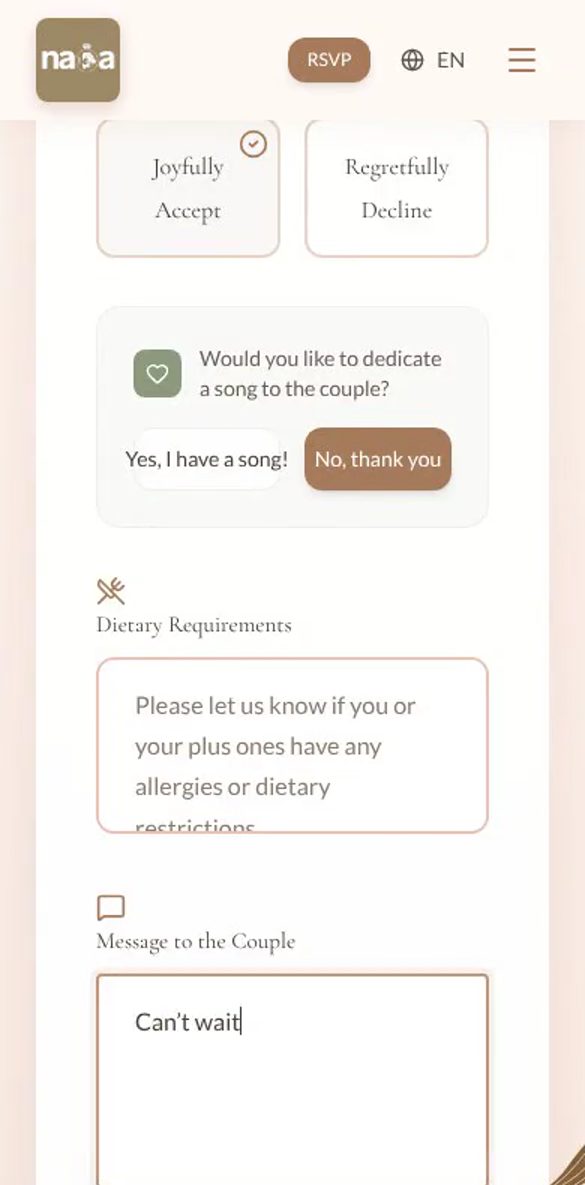 RSVP
EN
Joyfully
Accept
Regretfully
Decline
Would you like to dedicate
a song to the couple?
Yes, I have a song!
No, thank you
Dietary Requirements
Please let us know if you or
your plus ones have any
allergies or dietary
restrictions
Message to the Couple
Can’t wait